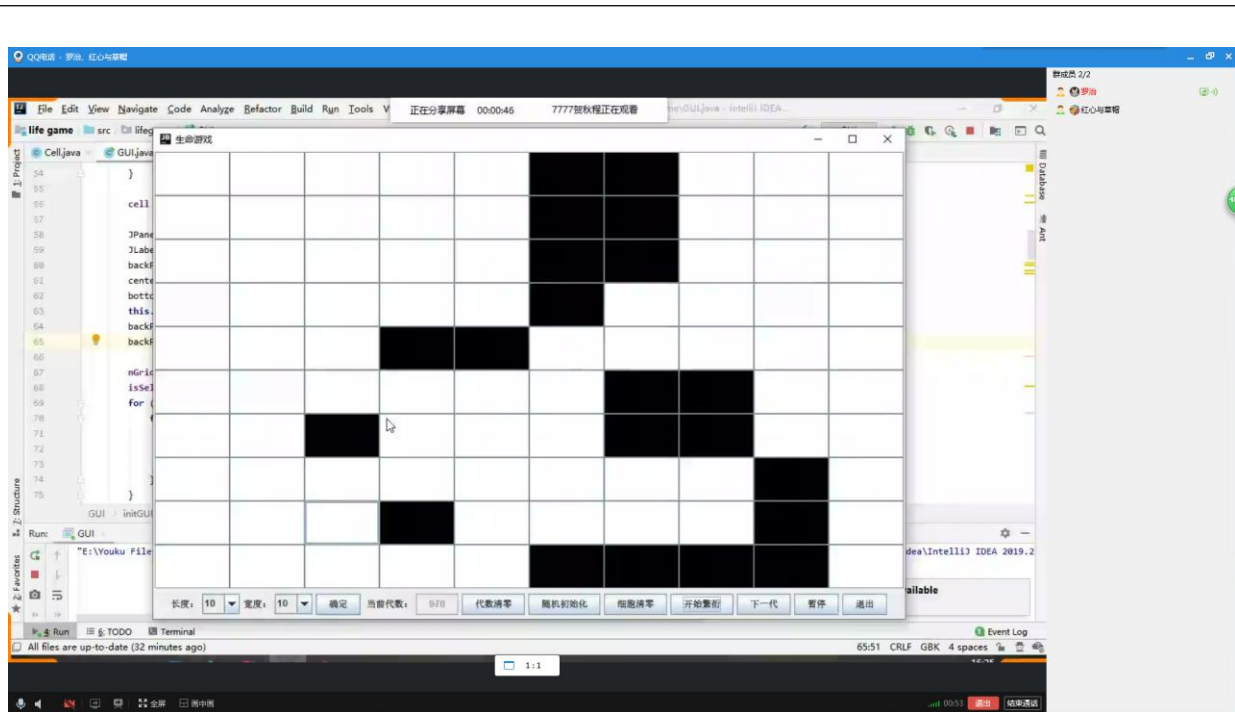 QQ电话 - 罗治、红心与草帽
群成员 2/2
罗治
红心与草帽
File Edit View Navigate Code Analyze Refactor Build Run Tools V
正在分享屏幕 00:00:46 7777贺秋程正在观看
life game src lifeg
生命游戏
Cell.java GUI.java
1: Project
Database
Ant
54 }
55
56 cell
57
58 JPane
59 JLabe
60 backP
61 cente
62 botto
63 this.
64 backP
65 backP
66
67 nGric
68 isSel
69 for (
70
71
72
73
74
75 }
GUI initGUI
Z: Structure
2: Favorites
Run: GUI
"E:\Youku File
dea\IntelliJ IDEA 2019.2
ailable
长度: 10 宽度: 10 确定 当前代数: 970 代数清零 随机初始化 细胞清零 开始繁衍 下一代 暂停 退出
4: Run 6: TODO Terminal
Event Log
All files are up-to-date (32 minutes ago)
65:51 CRLF GBK 4 spaces
1:1
全屏 画中画
00:53 退出 结束通话